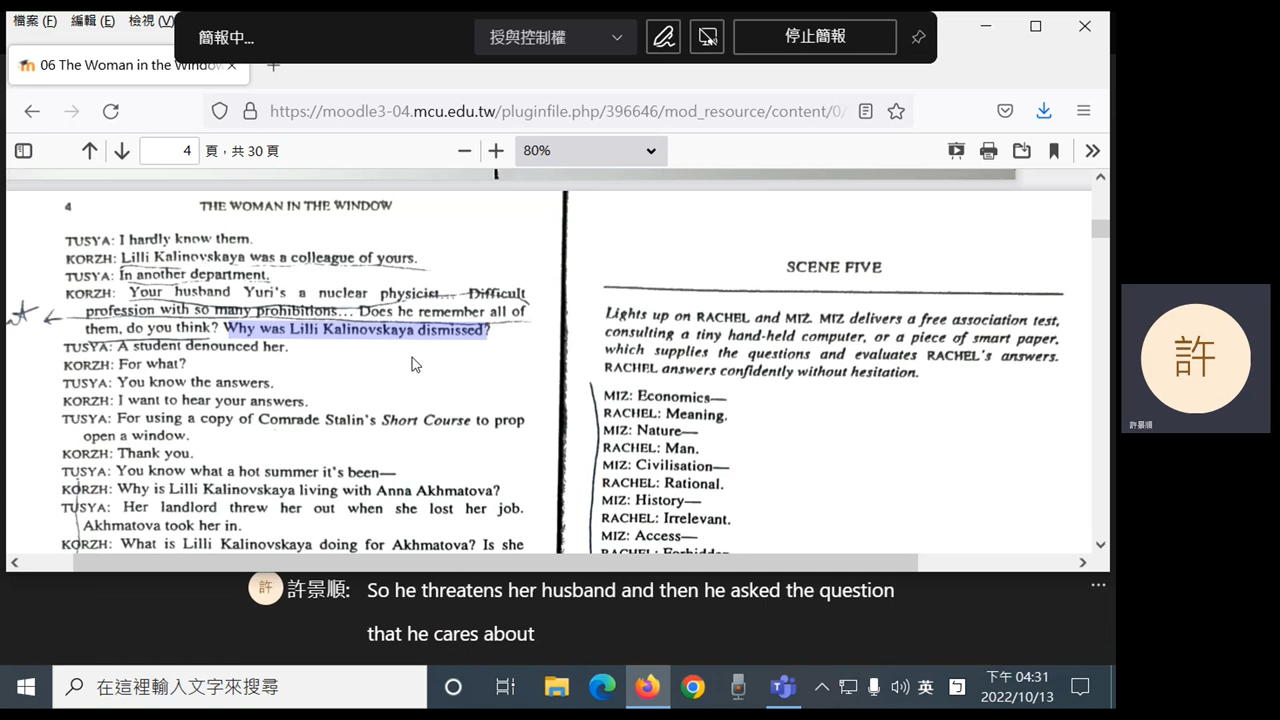 檔案 (F) 編輯 (E) 檢視 (V)
簡報中...
授與控制權
停止簡報
06 The Woman in the Window
https://moodle3-04.mcu.edu.tw/pluginfile.php/396646/mod_resource/content/0/
4 頁，共 30 頁
80%
4 THE WOMAN IN THE WINDOW
TUSYA: I hardly know them.
KORZH: Lilli Kalinovskaya was a colleague of yours.
TUSYA: In another department.
KORZH: Your husband Yuri's a nuclear physicist... Difficult
profession with so many prohibitions... Does he remember all of
them, do you think? Why was Lilli Kalinovskaya dismissed?
TUSYA: A student denounced her.
KORZH: For what?
TUSYA: You know the answers.
KORZH: I want to hear your answers.
TUSYA: For using a copy of Comrade Stalin's Short Course to prop
open a window.
KORZH: Thank you.
TUSYA: You know what a hot summer it's been—
KORZH: Why is Lilli Kalinovskaya living with Anna Akhmatova?
TUSYA: Her landlord threw her out when she lost her job.
Akhmatova took her in.
KORZH: What is Lilli Kalinovskaya doing for Akhmatova? Is she
SCENE FIVE
Lights up on RACHEL and MIZ. MIZ delivers a free association test,
consulting a tiny hand-held computer, or a piece of smart paper,
which supplies the questions and evaluates RACHEL's answers.
RACHEL answers confidently without hesitation.
MIZ: Economics—
RACHEL: Meaning.
MIZ: Nature—
RACHEL: Man.
MIZ: Civilisation—
RACHEL: Rational.
MIZ: History—
RACHEL: Irrelevant.
MIZ: Access—
RACHEL: Forbidden
許
許景順
許
許景順: So he threatens her husband and then he asked the question
that he cares about
在這裡輸入文字來搜尋
英
下午 04:31
2022/10/13